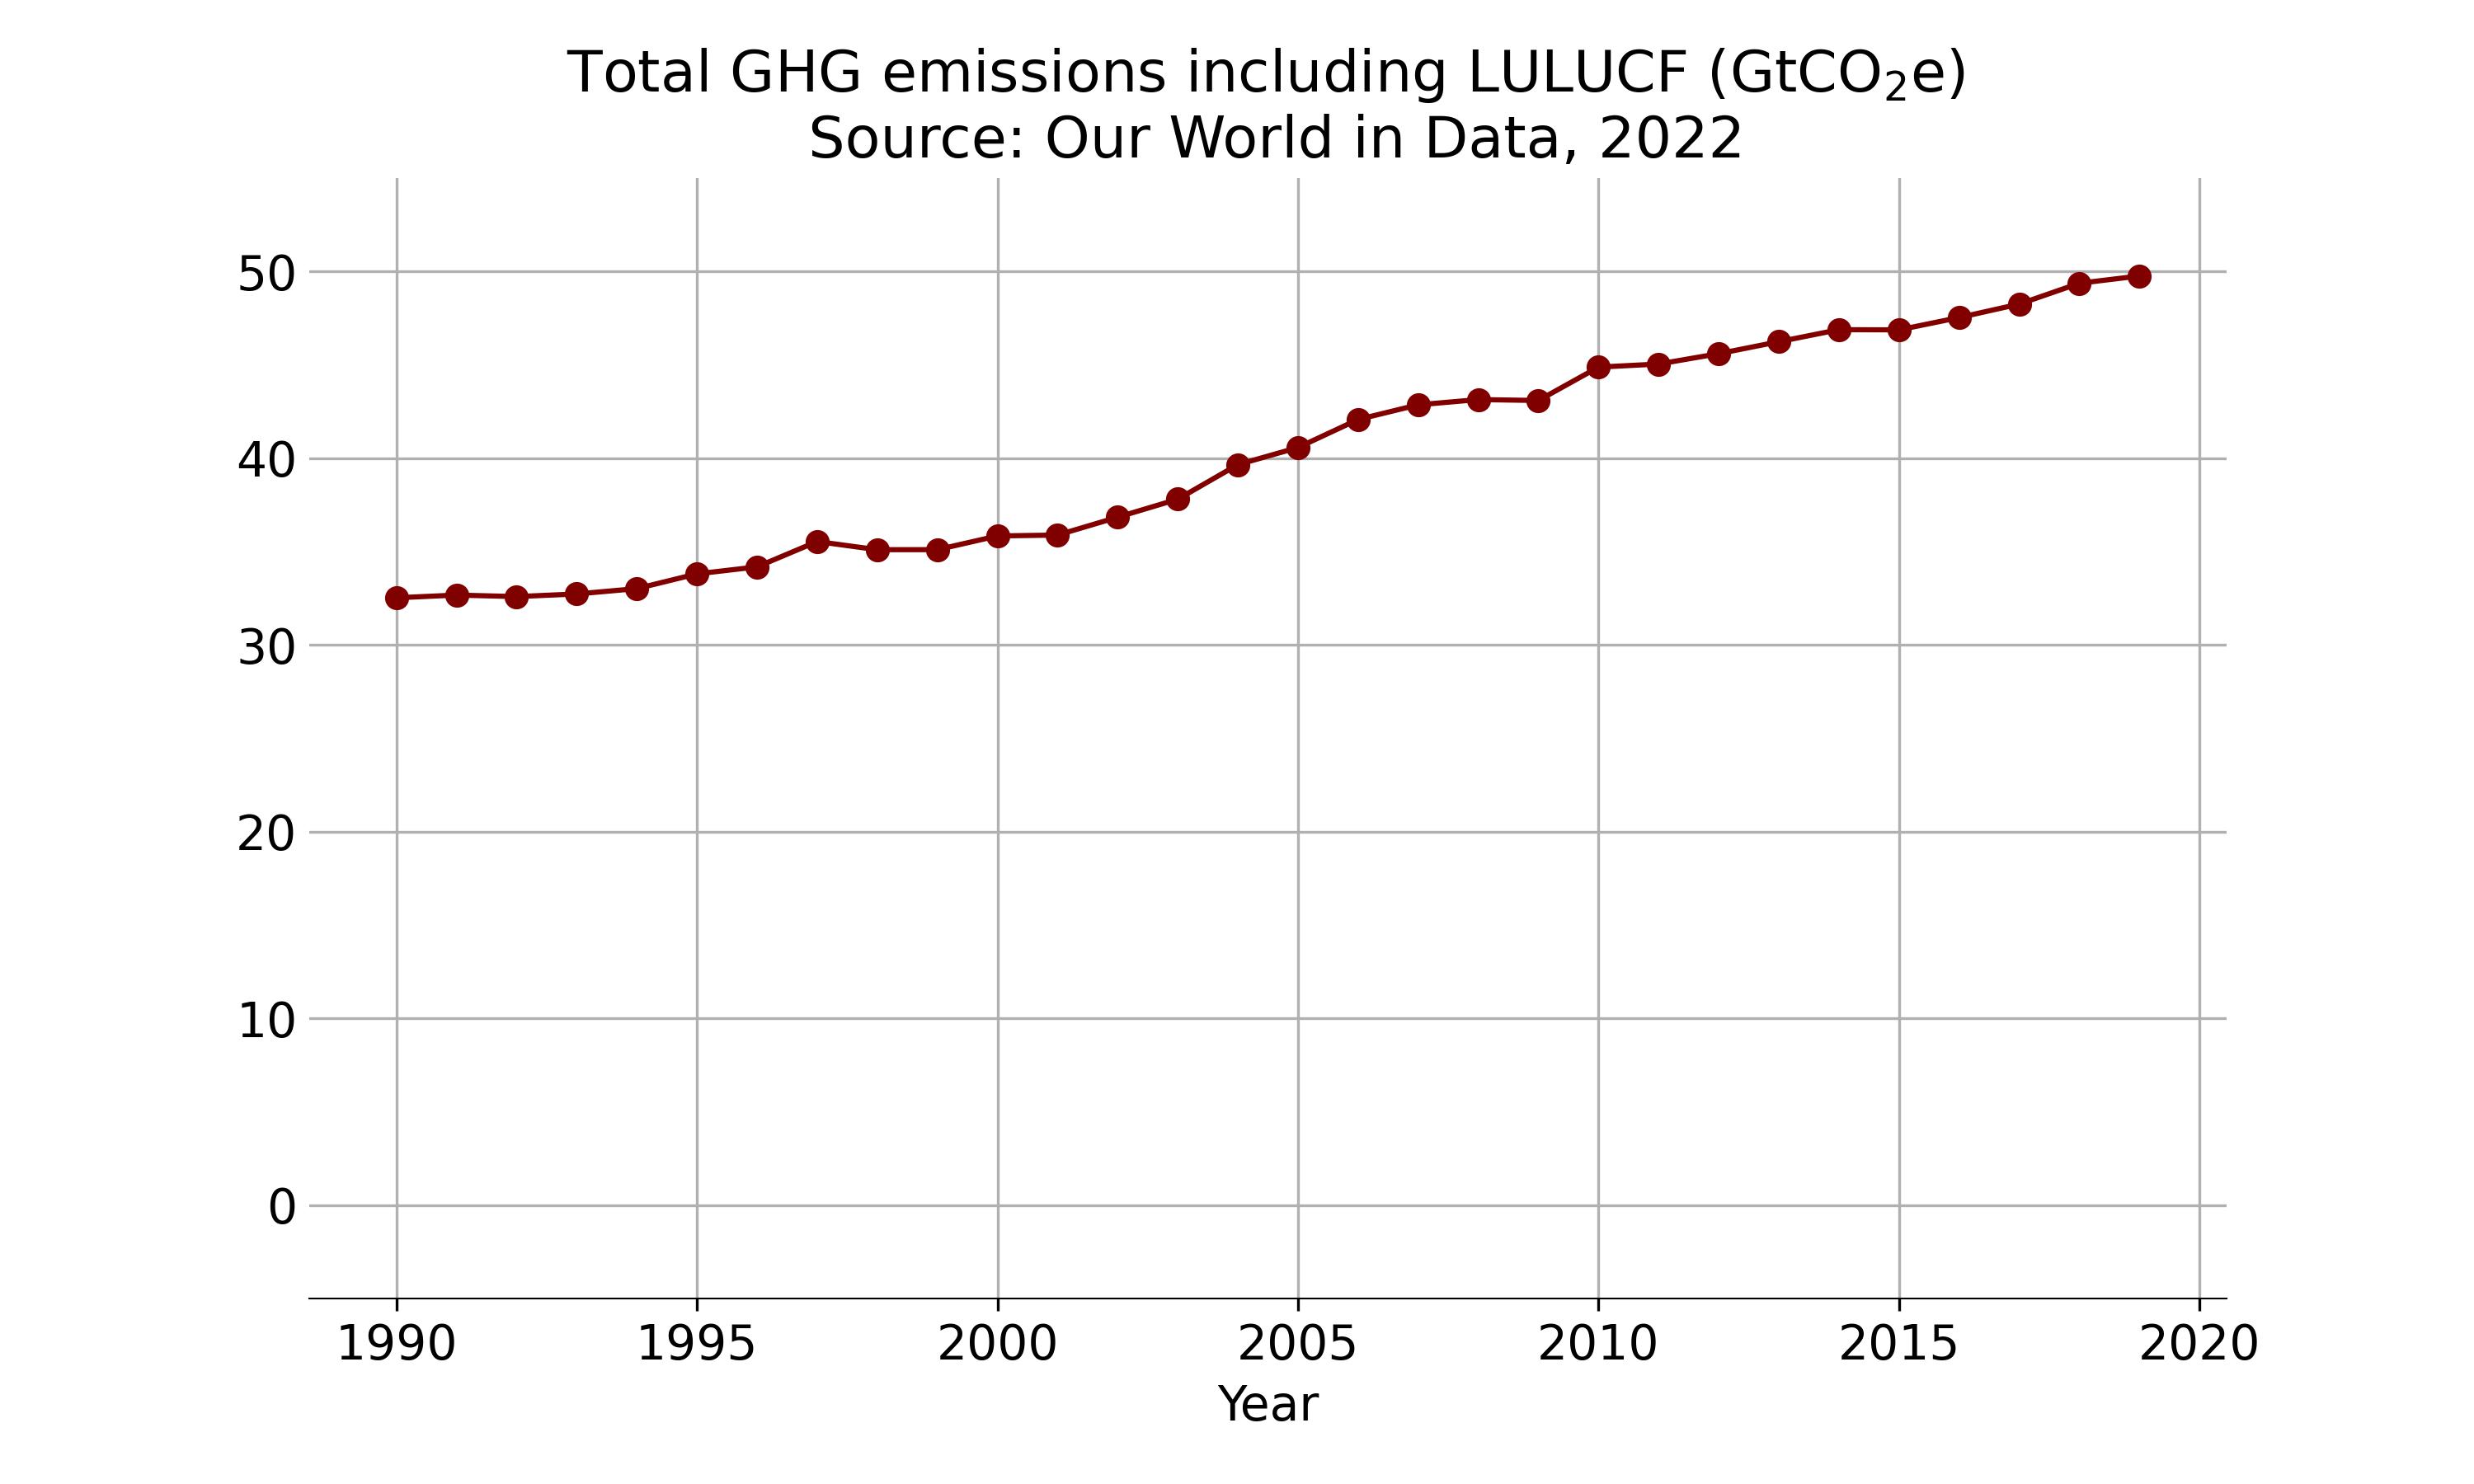 Total GHG emissions including LULUCF (GtCO₂e)
Source: Our World in Data, 2022
50
40
30
20
10
0
1990 1995 2000 2005 2010 2015 2020
Year